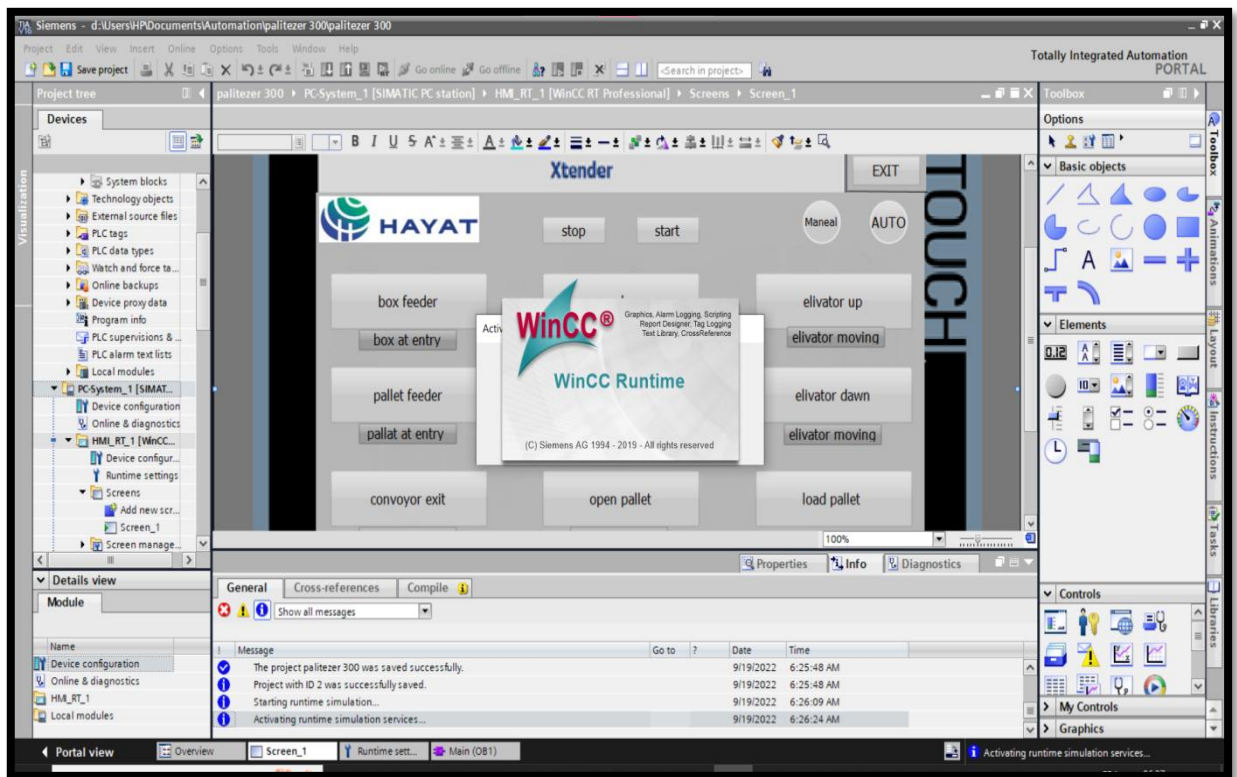 Siemens - d:\Users\HP\Documents\Automation\palitezer 300\palitezer 300
Project Edit View Insert Online Options Tools Window Help
Totally Integrated Automation
PORTAL
Save project
Go online
Go offline
<Search in project>
Project tree
palitezer 300 PC-System_1 [SIMATIC PC station] HMI_RT_1 [WinCC RT Professional] Screens Screen_1
Toolbox
Devices
Options
B I U S
Visualization
System blocks
Technology objects
External source files
PLC tags
PLC data types
Watch and force ta...
Online backups
Device proxy data
Program info
PLC supervisions & ...
PLC alarm text lists
Local modules
PC-System_1 [SIMAT...
Device configuration
Online & diagnostics
HMI_RT_1 [WinCC...
Device configur...
Runtime settings
Screens
Add new scr...
Screen_1
Screen manage...
Xtender
EXIT
TOUCH
HAYAT
stop
start
Maneal
AUTO
box feeder
elivator up
box at entry
elivator moving
pallet feeder
elivator dawn
pallat at entry
elivator moving
convoyor exit
open pallet
load pallet
Activ
WinCC®
Graphics, Alarm Logging, Scripting
Report Designer, Tag Logging
Text Library, CrossReference
WinCC Runtime
(C) Siemens AG 1994 - 2019 - All rights reserved
100%
Basic objects
A
Elements
0.12
10
Controls
My Controls
Graphics
Toolbox
Animations
Layout
Instructions
Tasks
Libraries
Properties
Info
Diagnostics
Details view
Module
Name
Device configuration
Online & diagnostics
HMI_RT_1
Local modules
General
Cross-references
Compile
Show all messages
! Message Go to ? Date Time
The project palitezer 300 was saved successfully. 9/19/2022 6:25:48 AM
Project with ID 2 was successfully saved. 9/19/2022 6:25:48 AM
Starting runtime simulation... 9/19/2022 6:26:09 AM
Activating runtime simulation services... 9/19/2022 6:26:24 AM
Portal view
Overview
Screen_1
Runtime sett...
Main (OB1)
Activating runtime simulation services...